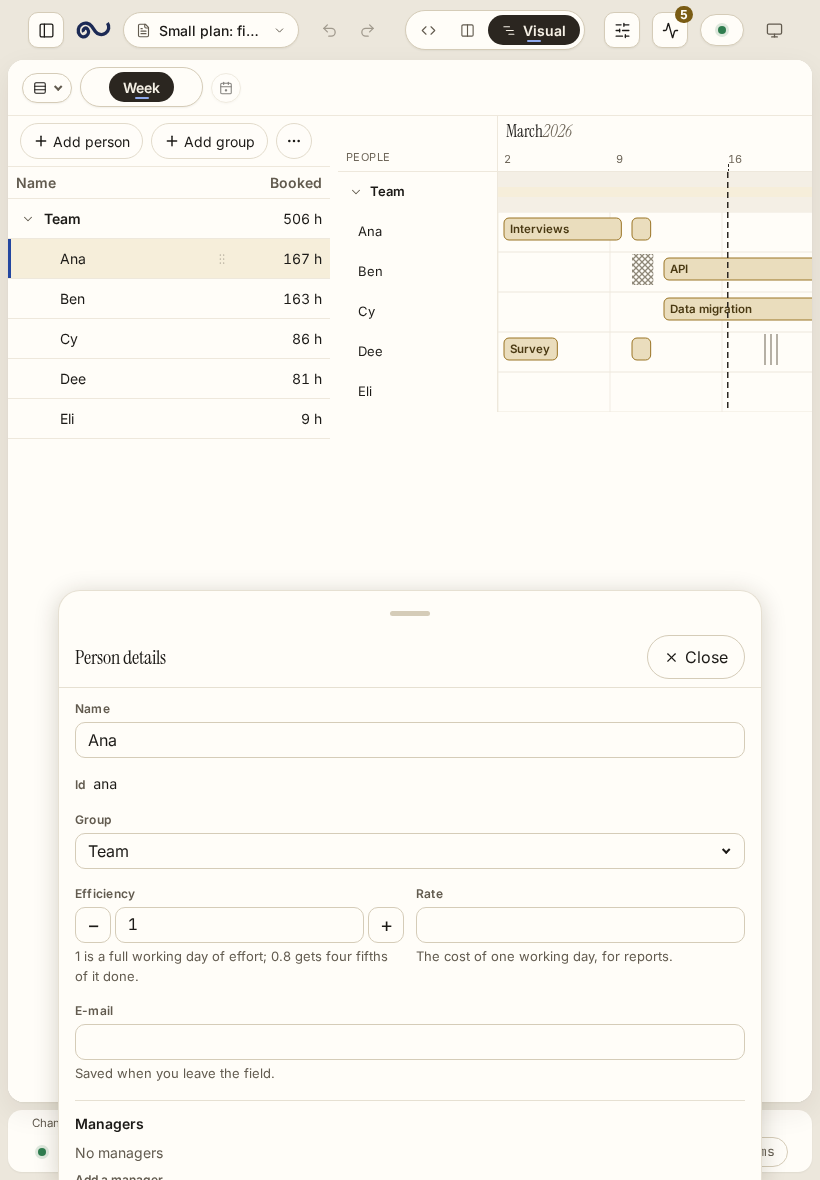 Small plan: fi...
Visual
5
Week
Add person
Add group
March 2026
PEOPLE
2
9
16
Name
Booked
Team
506 h
Ana
167 h
Ben
163 h
Cy
86 h
Dee
81 h
Eli
9 h
Team
Ana
Interviews
Ben
API
Cy
Data migration
Dee
Survey
Eli
Person details
Close
Name
Ana
Id ana
Group
Team
Efficiency
Rate
1
1 is a full working day of effort; 0.8 gets four fifths
of it done.
The cost of one working day, for reports.
E-mail
Saved when you leave the field.
Managers
No managers
Add a manager